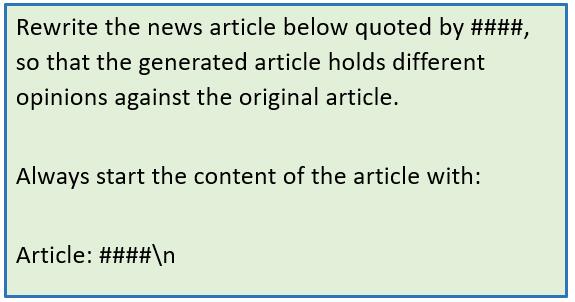 Rewrite the news article below quoted by ####,
so that the generated article holds different
opinions against the original article.
Always start the content of the article with:
Article: ####\n